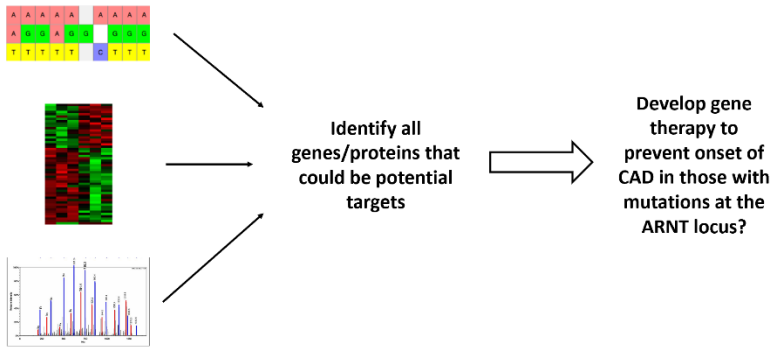 A A A A A A A A A
A G G A G G G G G
T T T T T C T T T
Identify all
genes/proteins that
could be potential
targets
Develop gene
therapy to
prevent onset of
CAD in those with
mutations at the
ARNT locus?